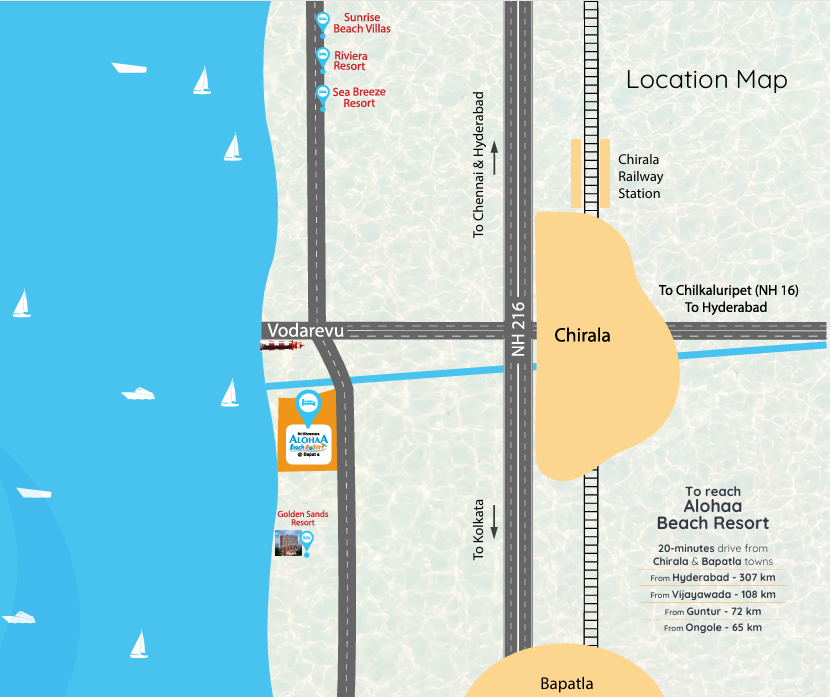 Sunrise
Beach Villas
Riviera
Resort
Sea Breeze
Resort
Location Map
To Chennai & Hyderabad
Chirala
Railway
Station
To Chilkaluripet (NH 16)
To Hyderabad
Vodarevu
NH 216
Chirala
ALOHAA
Beach Resort
@ Bapatla
Golden Sands
Resort
To Kolkata
To reach
Alohaa
Beach Resort
20-minutes drive from
Chirala & Bapatla towns
From Hyderabad - 307 km
From Vijayawada - 108 km
From Guntur - 72 km
From Ongole - 65 km
Bapatla